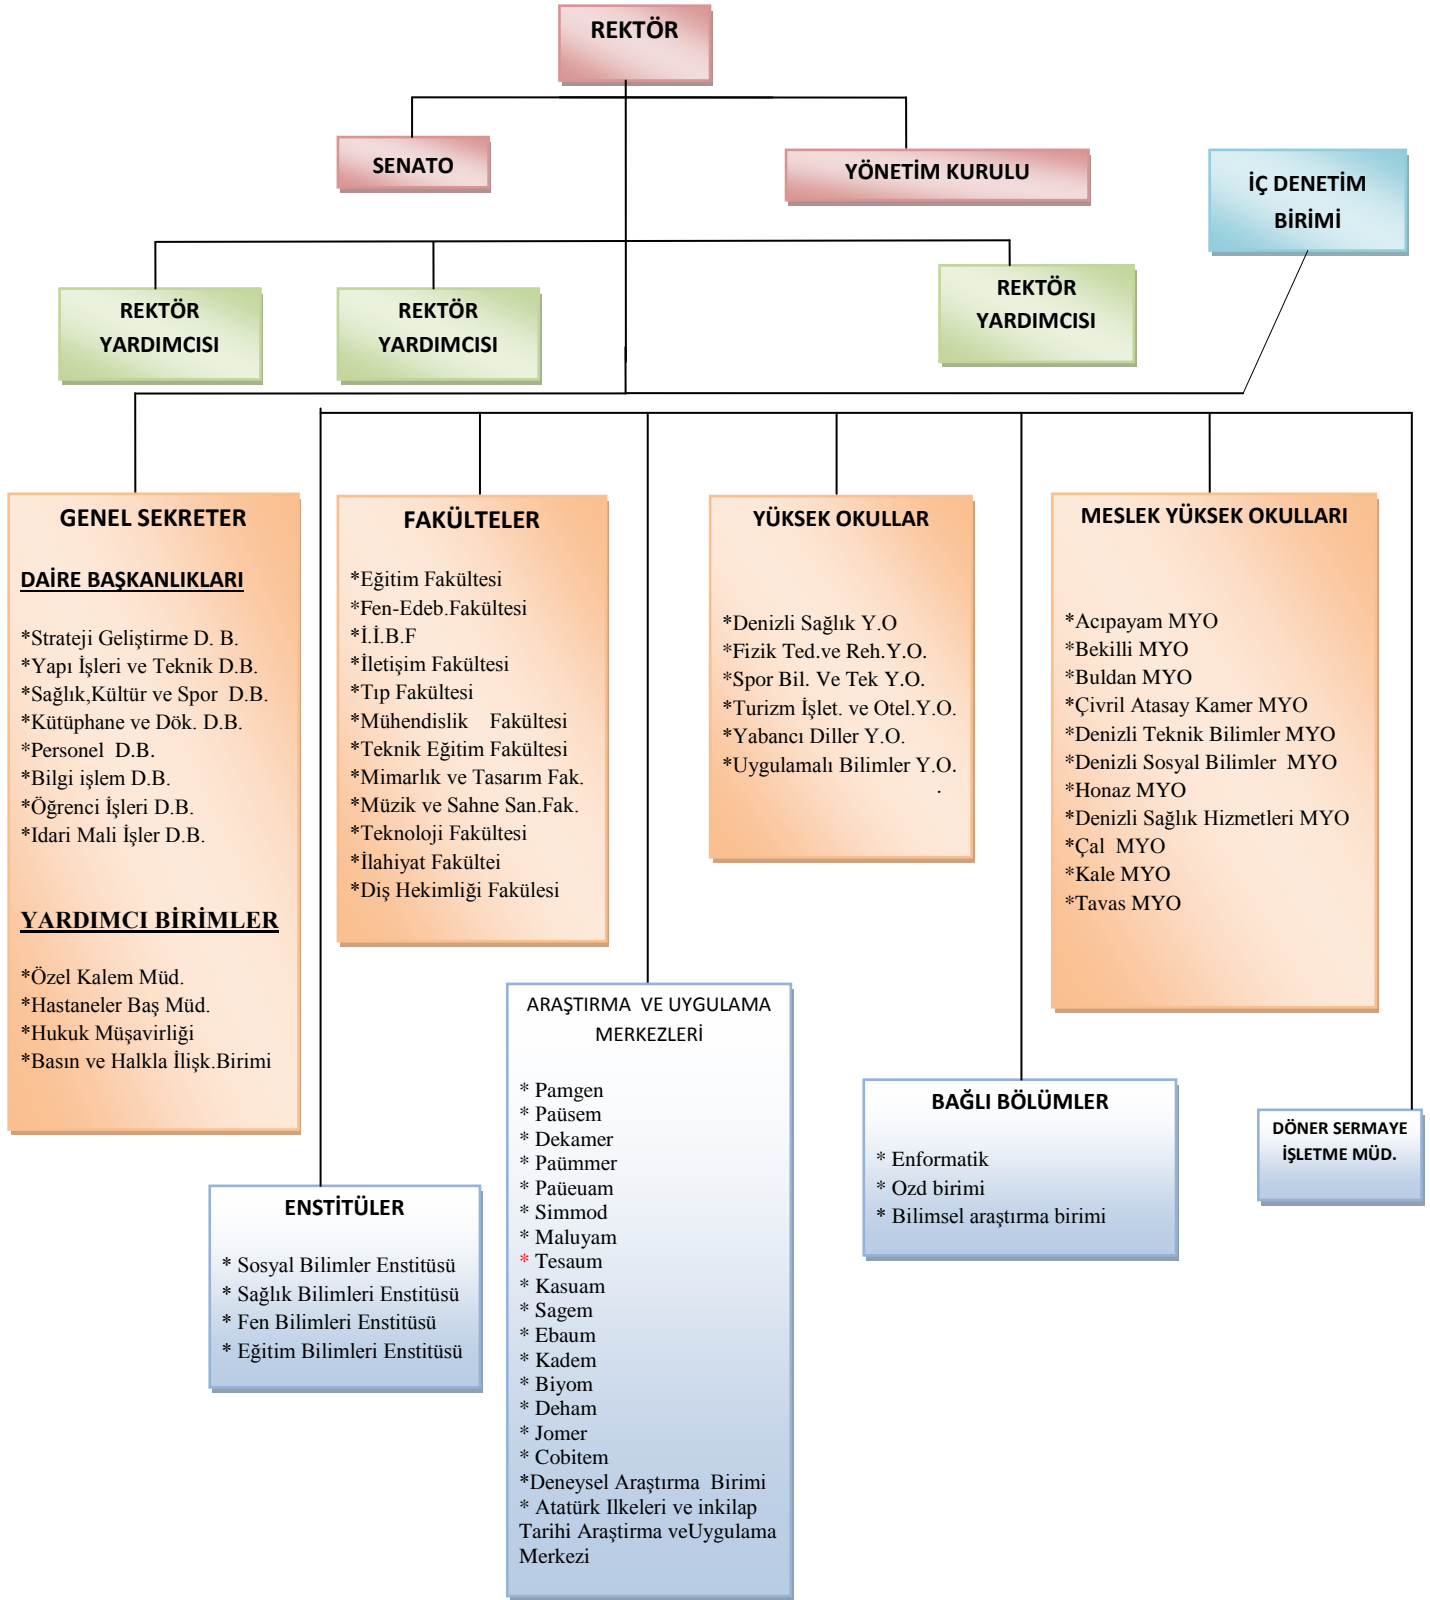 REKTÖR
SENATO
YÖNETİM KURULU
İÇ DENETİM
BİRİMİ
REKTÖR
YARDIMCISI
REKTÖR
YARDIMCISI
REKTÖR
YARDIMCISI
GENEL SEKRETER
DAİRE BAŞKANLIKLARI
*Strateji Geliştirme D. B.
*Yapı İşleri ve Teknik D.B.
*Sağlık,Kültür ve Spor D.B.
*Kütüphane ve Dök. D.B.
*Personel D.B.
*Bilgi işlem D.B.
*Öğrenci İşleri D.B.
*Idari Mali İşler D.B.
YARDIMCI BİRİMLER
*Özel Kalem Müd.
*Hastaneler Baş Müd.
*Hukuk Müşavirliği
*Basın ve Halkla İlişk.Birimi
FAKÜLTELER
*Eğitim Fakültesi
*Fen-Edeb.Fakültesi
*İ.İ.B.F
*İletişim Fakültesi
*Tıp Fakültesi
*Mühendislik Fakültesi
*Teknik Eğitim Fakültesi
*Mimarlık ve Tasarım Fak.
*Müzik ve Sahne San.Fak.
*Teknoloji Fakültesi
*İlahiyat Fakültei
*Diş Hekimliği Fakülesi
YÜKSEK OKULLAR
*Denizli Sağlık Y.O
*Fizik Ted.ve Reh.Y.O.
*Spor Bil. Ve Tek Y.O.
*Turizm İşlet. ve Otel.Y.O.
*Yabancı Diller Y.O.
*Uygulamalı Bilimler Y.O.
.
MESLEK YÜKSEK OKULLARI
*Acıpayam MYO
*Bekilli MYO
*Buldan MYO
*Çivril Atasay Kamer MYO
*Denizli Teknik Bilimler MYO
*Denizli Sosyal Bilimler MYO
*Honaz MYO
*Denizli Sağlık Hizmetleri MYO
*Çal MYO
*Kale MYO
*Tavas MYO
ARAŞTIRMA VE UYGULAMA
MERKEZLERİ
* Pamgen
* Paüsem
* Dekamer
* Paümmer
* Paüeuam
* Simmod
* Maluyam
* Tesaum
* Kasuam
* Sagem
* Ebaum
* Kadem
* Biyom
* Deham
* Jomer
* Cobitem
*Deneysel Araştırma Birimi
* Atatürk Ilkeleri ve inkilap
Tarihi Araştirma veUygulama
Merkezi
BAĞLI BÖLÜMLER
* Enformatik
* Ozd birimi
* Bilimsel araştırma birimi
DÖNER SERMAYE
İŞLETME MÜD.
ENSTİTÜLER
* Sosyal Bilimler Enstitüsü
* Sağlık Bilimleri Enstitüsü
* Fen Bilimleri Enstitüsü
* Eğitim Bilimleri Enstitüsü